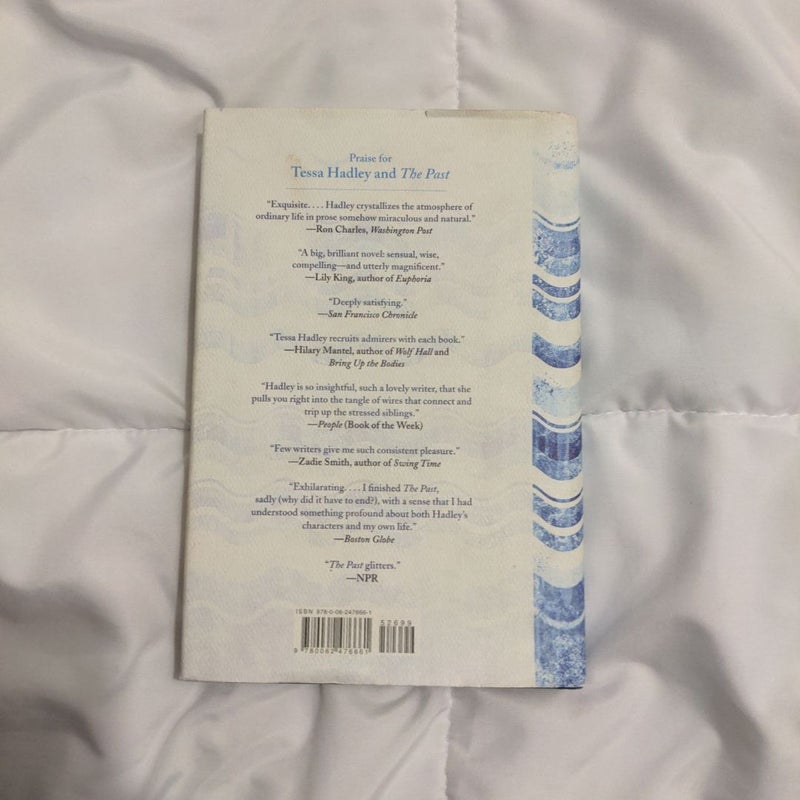 Praise for
Tessa Hadley and The Past
“Exquisite. . . . Hadley crystallizes the atmosphere of
ordinary life in prose somehow miraculous and natural.”
—Ron Charles, Washington Post
“A big, brilliant novel: sensual, wise,
compelling—and utterly magnificent.”
—Lily King, author of Euphoria
“Deeply satisfying.”
—San Francisco Chronicle
“Tessa Hadley recruits admirers with each book.”
—Hilary Mantel, author of Wolf Hall and
Bring Up the Bodies
“Hadley is so insightful, such a lovely writer, that she
pulls you right into the tangle of wires that connect and
trip up the stressed siblings.”
—People (Book of the Week)
“Few writers give me such consistent pleasure.”
—Zadie Smith, author of Swing Time
“Exhilarating. . . . I finished The Past,
sadly (why did it have to end?), with a sense that I had
understood something profound about both Hadley’s
characters and my own life.”
—Boston Globe
“The Past glitters.”
—NPR
ISBN 978-0-06-247666-1
52699
9 780062 476661